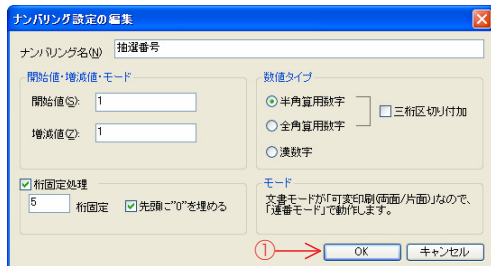 ナンバリング設定の編集
ナンバリング名(N) 抽選番号
開始値・増減値・モード
開始値(S): 1
増減値(Z): 1
数値タイプ
半角算用数字
全角算用数字
三桁区切り付加
漢数字
桁固定処理
5 桁固定 先頭に"0"を埋める
モード
文書モードが「可変印刷(両面/片面)」なので、
「連番モード」で動作します。
① OK キャンセル